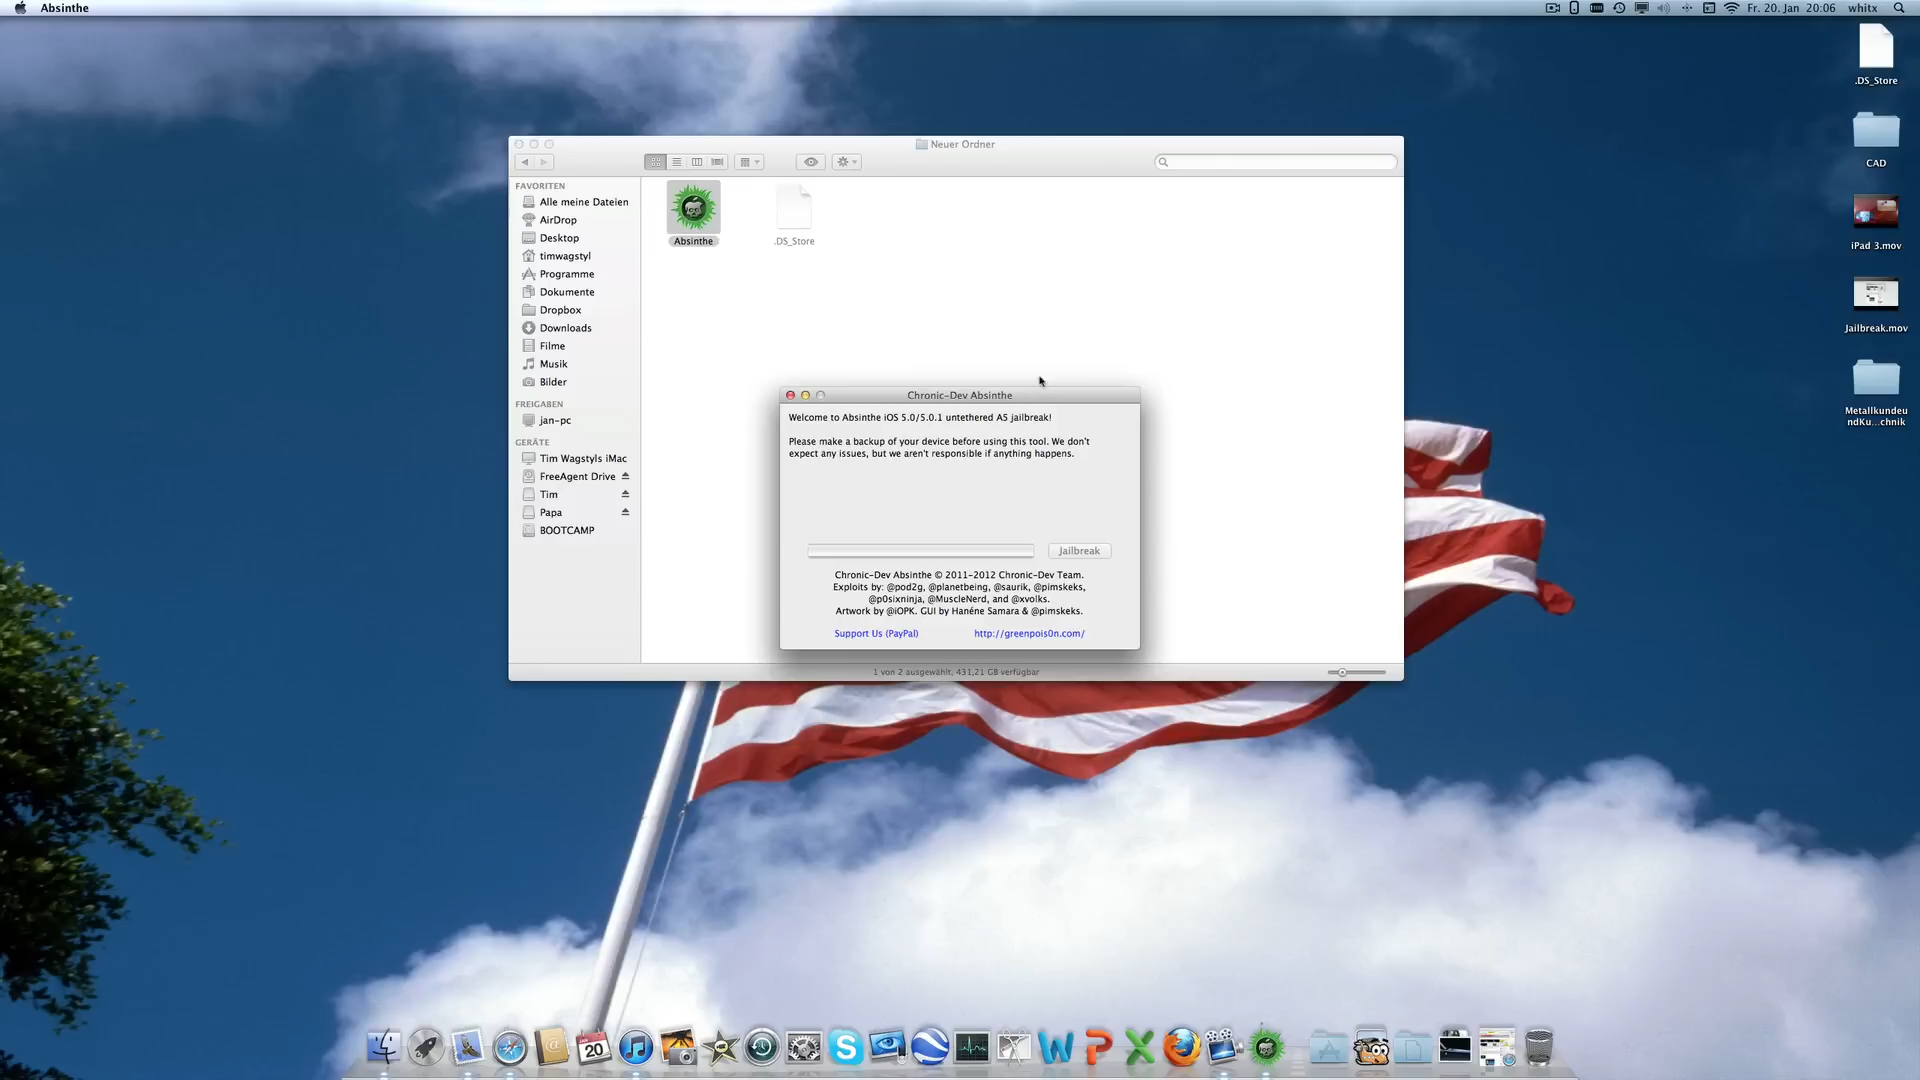 Absinthe
Fr. 20. Jan 20:06 whitx
.DS_Store
CAD
iPad 3.mov
Jailbreak.mov
Metallkundeu
ndKu...chnik
Neuer Ordner
FAVORITEN
Alle meine Dateien
AirDrop
Desktop
timwagstyl
Programme
Dokumente
Dropbox
Downloads
Filme
Musik
Bilder
FREIGABEN
jan-pc
GERÄTE
Tim Wagstyls iMac
FreeAgent Drive
Tim
Papa
BOOTCAMP
Absinthe
.DS_Store
Chronic-Dev Absinthe
Welcome to Absinthe iOS 5.0/5.0.1 untethered A5 jailbreak!
Please make a backup of your device before using this tool. We don't
expect any issues, but we aren't responsible if anything happens.
Jailbreak
Chronic-Dev Absinthe © 2011-2012 Chronic-Dev Team.
Exploits by: @pod2g, @planetbeing, @saurik, @pimskeks,
@p0sixninja, @MuscleNerd, and @xvolks.
Artwork by @iOPK. GUI by Hanéne Samara & @pimskeks.
Support Us (PayPal)
http://greenpois0n.com/
1 von 2 ausgewählt, 431,21 GB verfügbar
20